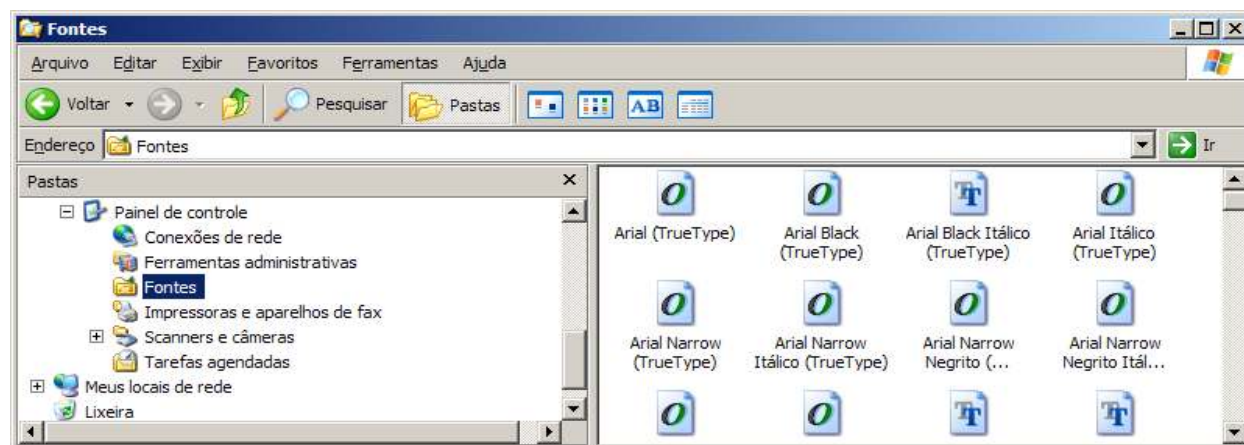 Fontes
Arquivo Editar Exibir Favoritos Ferramentas Ajuda
Voltar Pesquisar Pastas AB
Endereço Fontes Ir
Pastas
Painel de controle
Conexões de rede
Ferramentas administrativas
Fontes
Impressoras e aparelhos de fax
Scanners e câmeras
Tarefas agendadas
Meus locais de rede
Lixeira
Arial (TrueType) Arial Black (TrueType) Arial Black Itálico (TrueType) Arial Itálico (TrueType)
Arial Narrow (TrueType) Arial Narrow Itálico (TrueType) Arial Narrow Negrito (... Arial Narrow Negrito Itál...